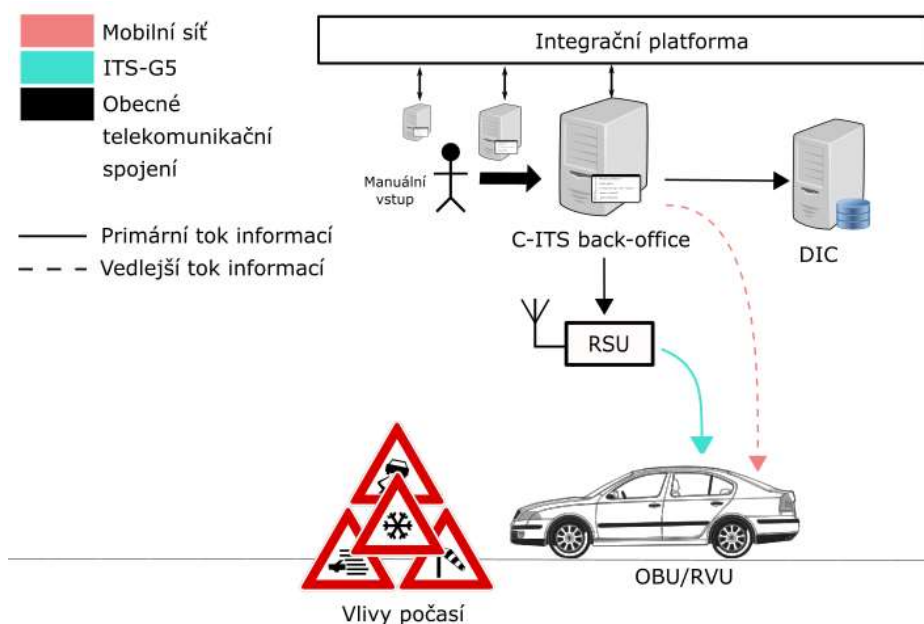 Mobilní síť
ITS-G5
Obecné
telekomunikační
spojení
Primární tok informací
Vedlejší tok informací
Integrační platforma
Manuální
vstup
C-ITS back-office
DIC
RSU
OBU/RVU
Vlivy počasí